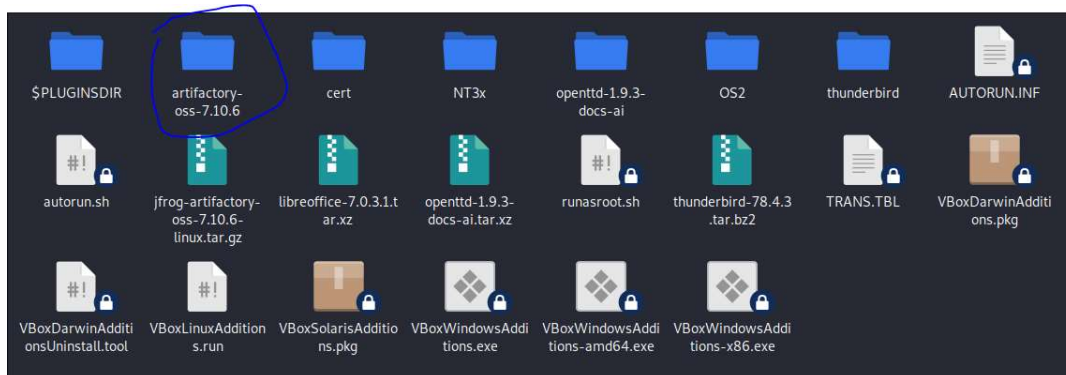 $PLUGINSDIR
artifactory-
oss-7.10.6
cert
NT3x
openttd-1.9.3-
docs-ai
OS2
thunderbird
AUTORUN.INF
autorun.sh
jfrog-artifactory-
oss-7.10.6-
linux.tar.gz
libreoffice-7.0.3.1.t
ar.xz
openttd-1.9.3-
docs-ai.tar.xz
runasroot.sh
thunderbird-78.4.3
.tar.bz2
TRANS.TBL
VBoxDarwinAdditi
ons.pkg
VBoxDarwinAdditi
onsUninstall.tool
VBoxLinuxAddition
s.run
VBoxSolarisAdditio
ns.pkg
VBoxWindowsAddi
tions.exe
VBoxWindowsAddi
tions-amd64.exe
VBoxWindowsAddi
tions-x86.exe